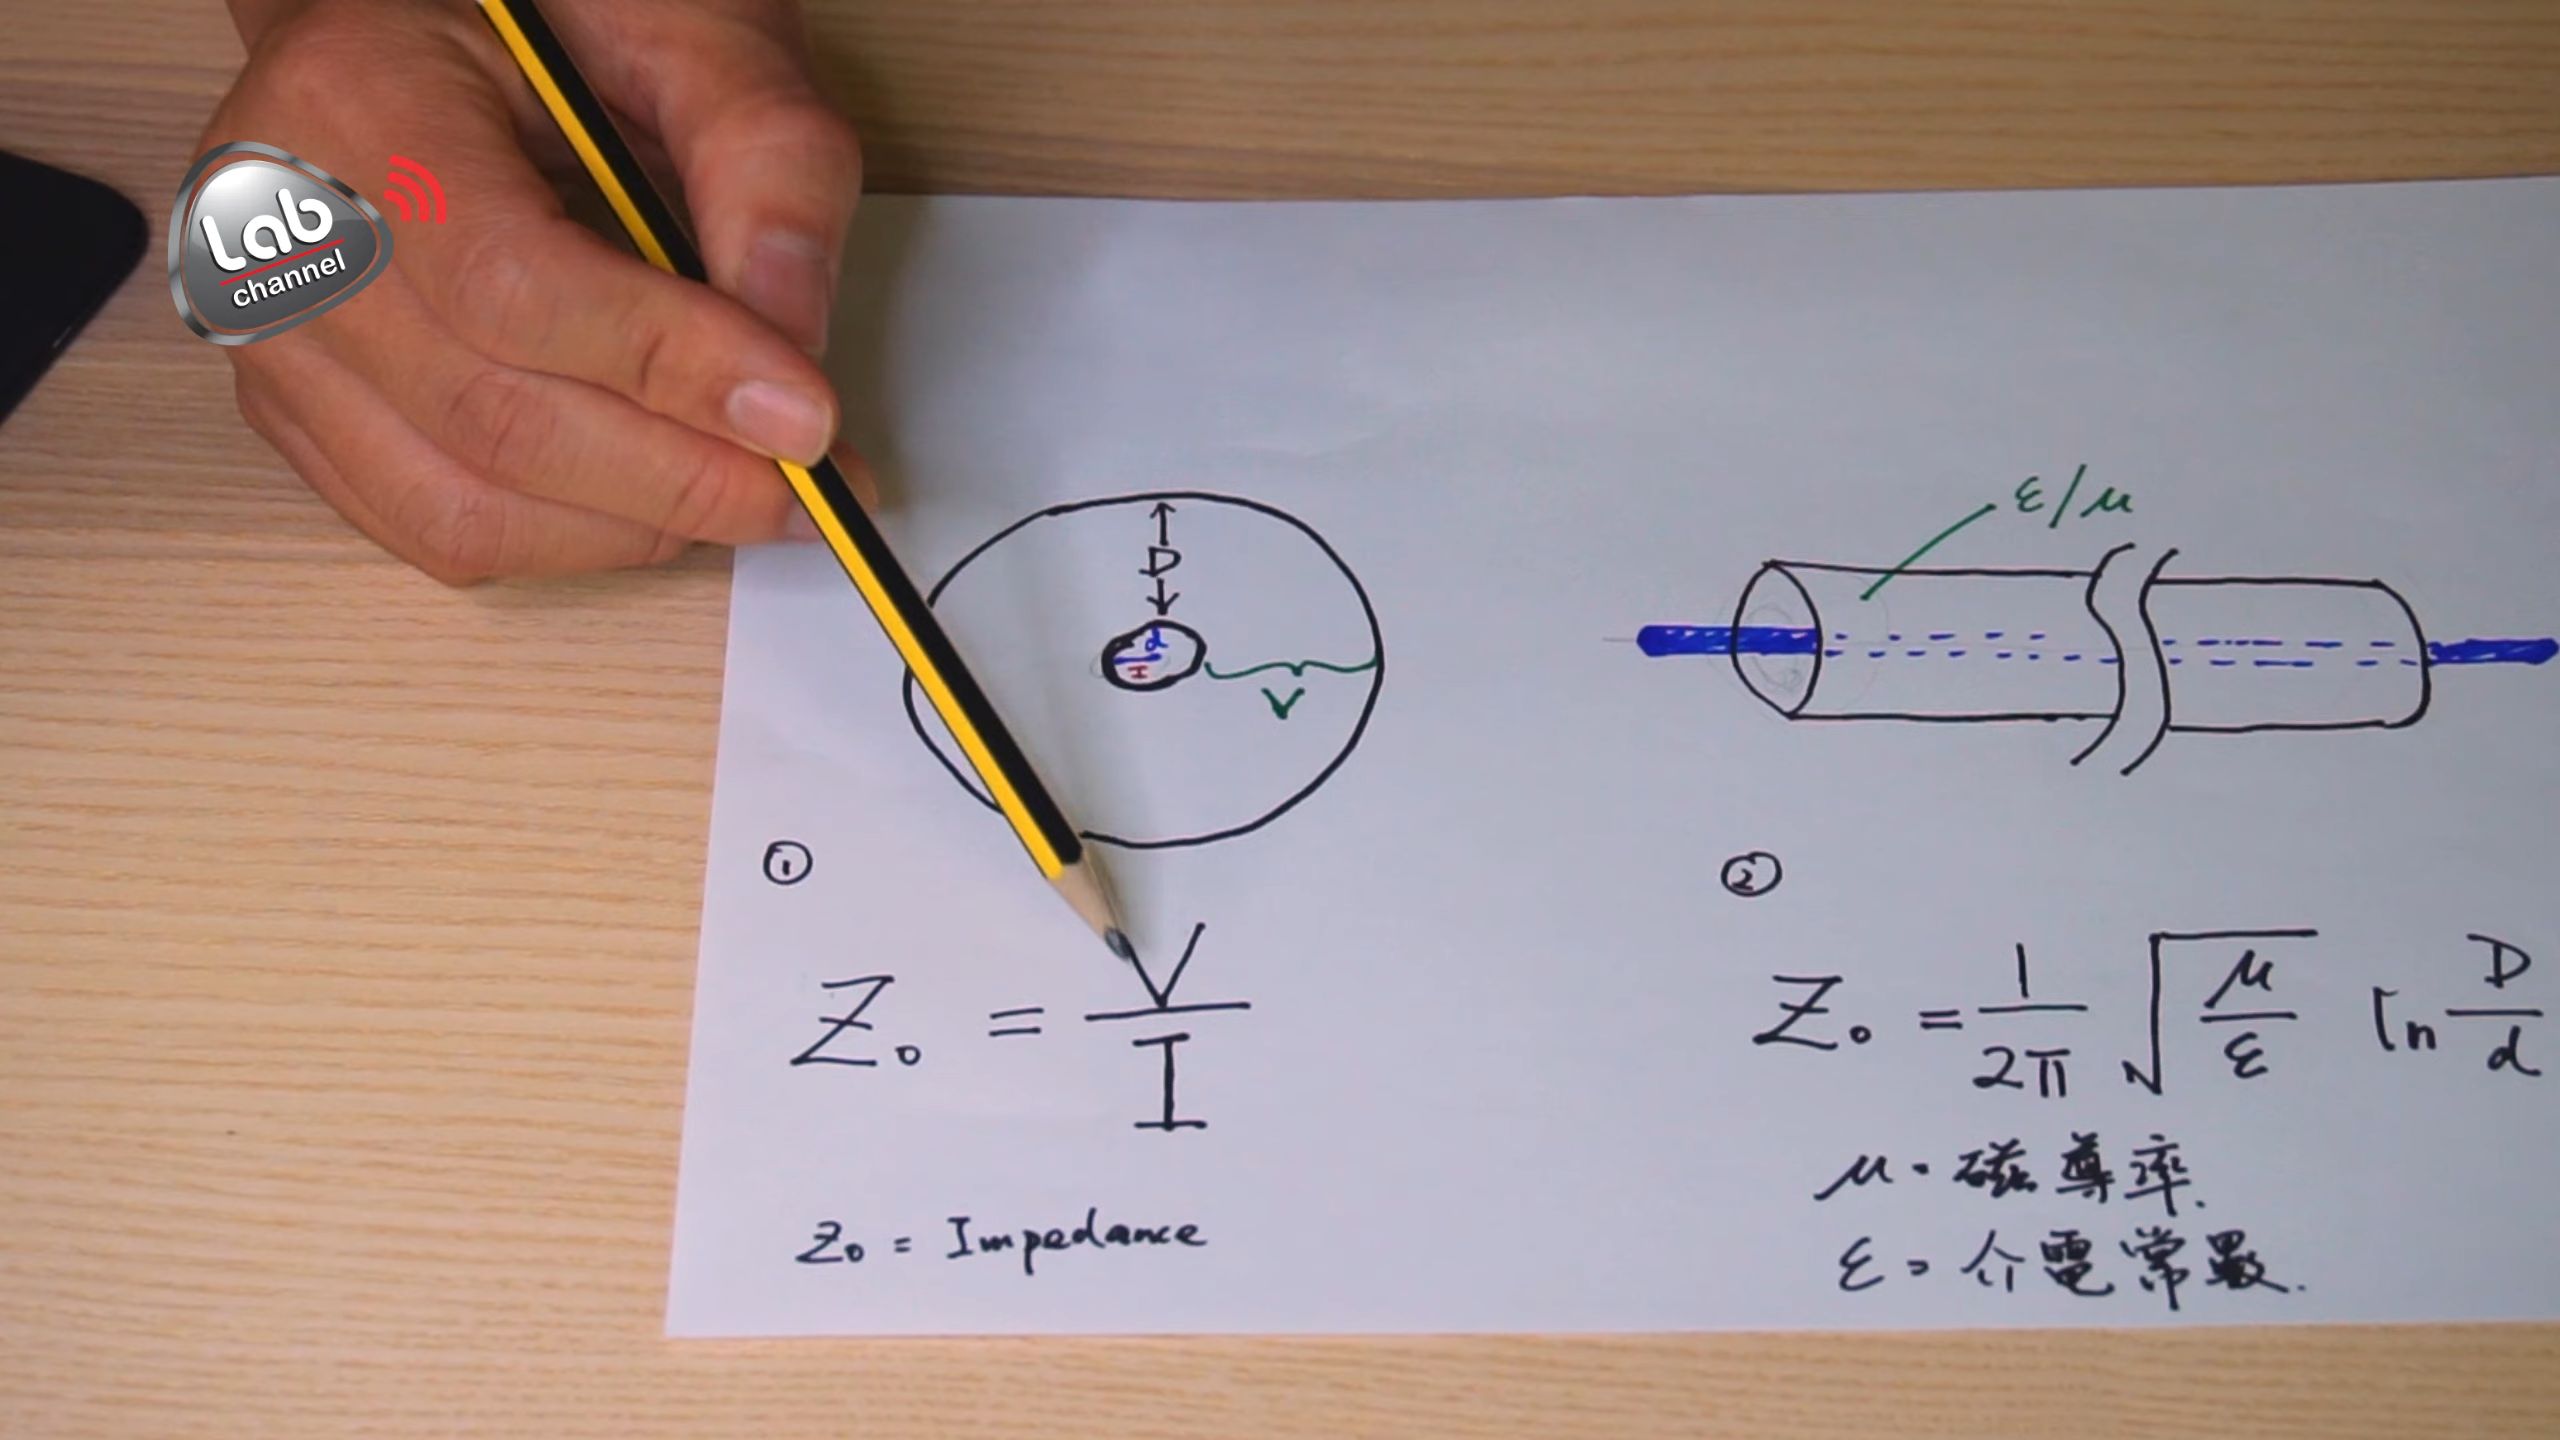 Lab
channel
D
d
I
V
ε/μ
①
Z₀ = V/I
Z₀ = Impedance
②
Z₀ = 1/2π √μ/ε ln D/d
μ · 磁導率.
ε = 介電常數.